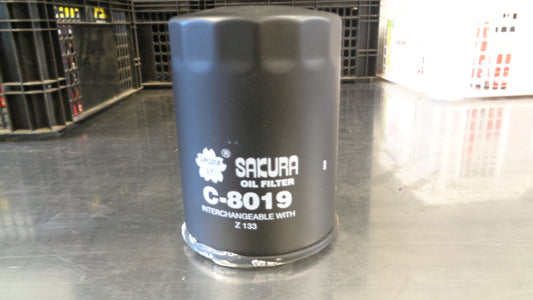 SAKURA
®
OIL FILTER
C-8019
INTERCHANGEABLE WITH
Z 133